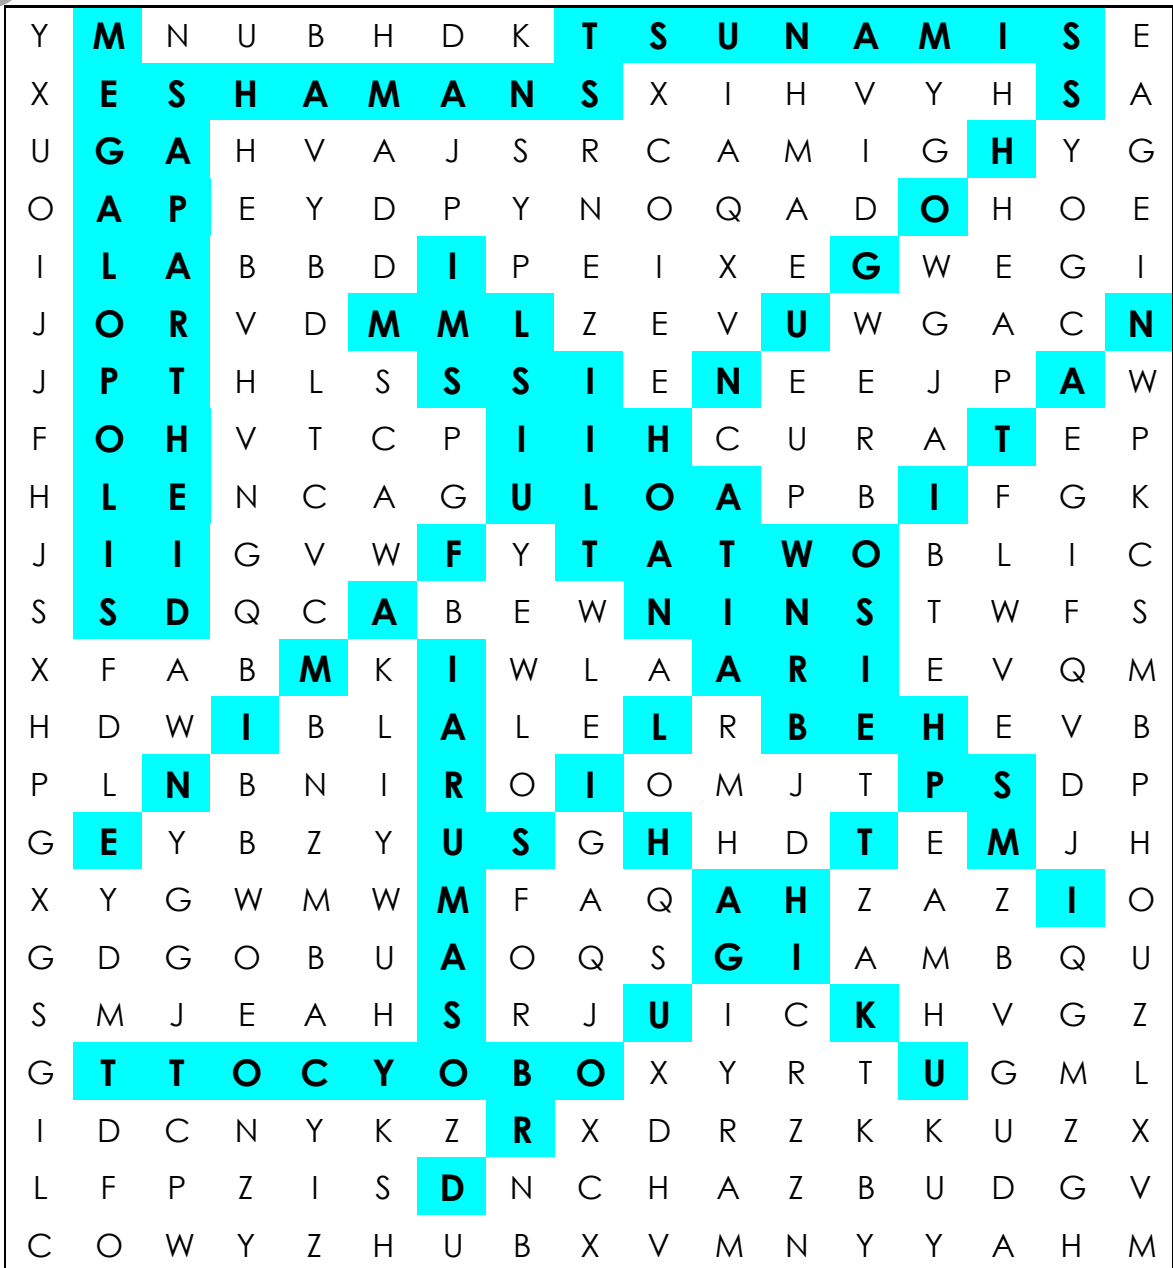 Y M N U B H D K T S U N A M I S E
X E S H A M A N S X I H V Y H S A
U G A H V A J S R C A M I G H Y G
O A P E Y D P Y N O Q A D O H O E
I L A B B D I P E I X E G W E G I
J O R V D M M L Z E V U W G A C N
J P T H L S S S I E N E E J P A W
F O H V T C P I I H C U R A T E P
H L E N C A G U L O A P B I F G K
J I I G V W F Y T A T W O B L I C
S S D Q C A B E W N I N S T W F S
X F A B M K I W L A A R I E V Q M
H D W I B L A L E L R B E H E V B
P L N B N I R O I O M J T P S D P
G E Y B Z Y U S G H H D T E M J H
X Y G W M W M F A Q A H Z A Z I O
G D G O B U A O Q S G I A M B Q U
S M J E A H S R J U I C K H V G Z
G T T O C Y O B O X Y R T U G M L
I D C N Y K Z R X D R Z K K U Z X
L F P Z I S D N C H A Z B U D G V
C O W Y Z H U B X V M N Y Y A H M